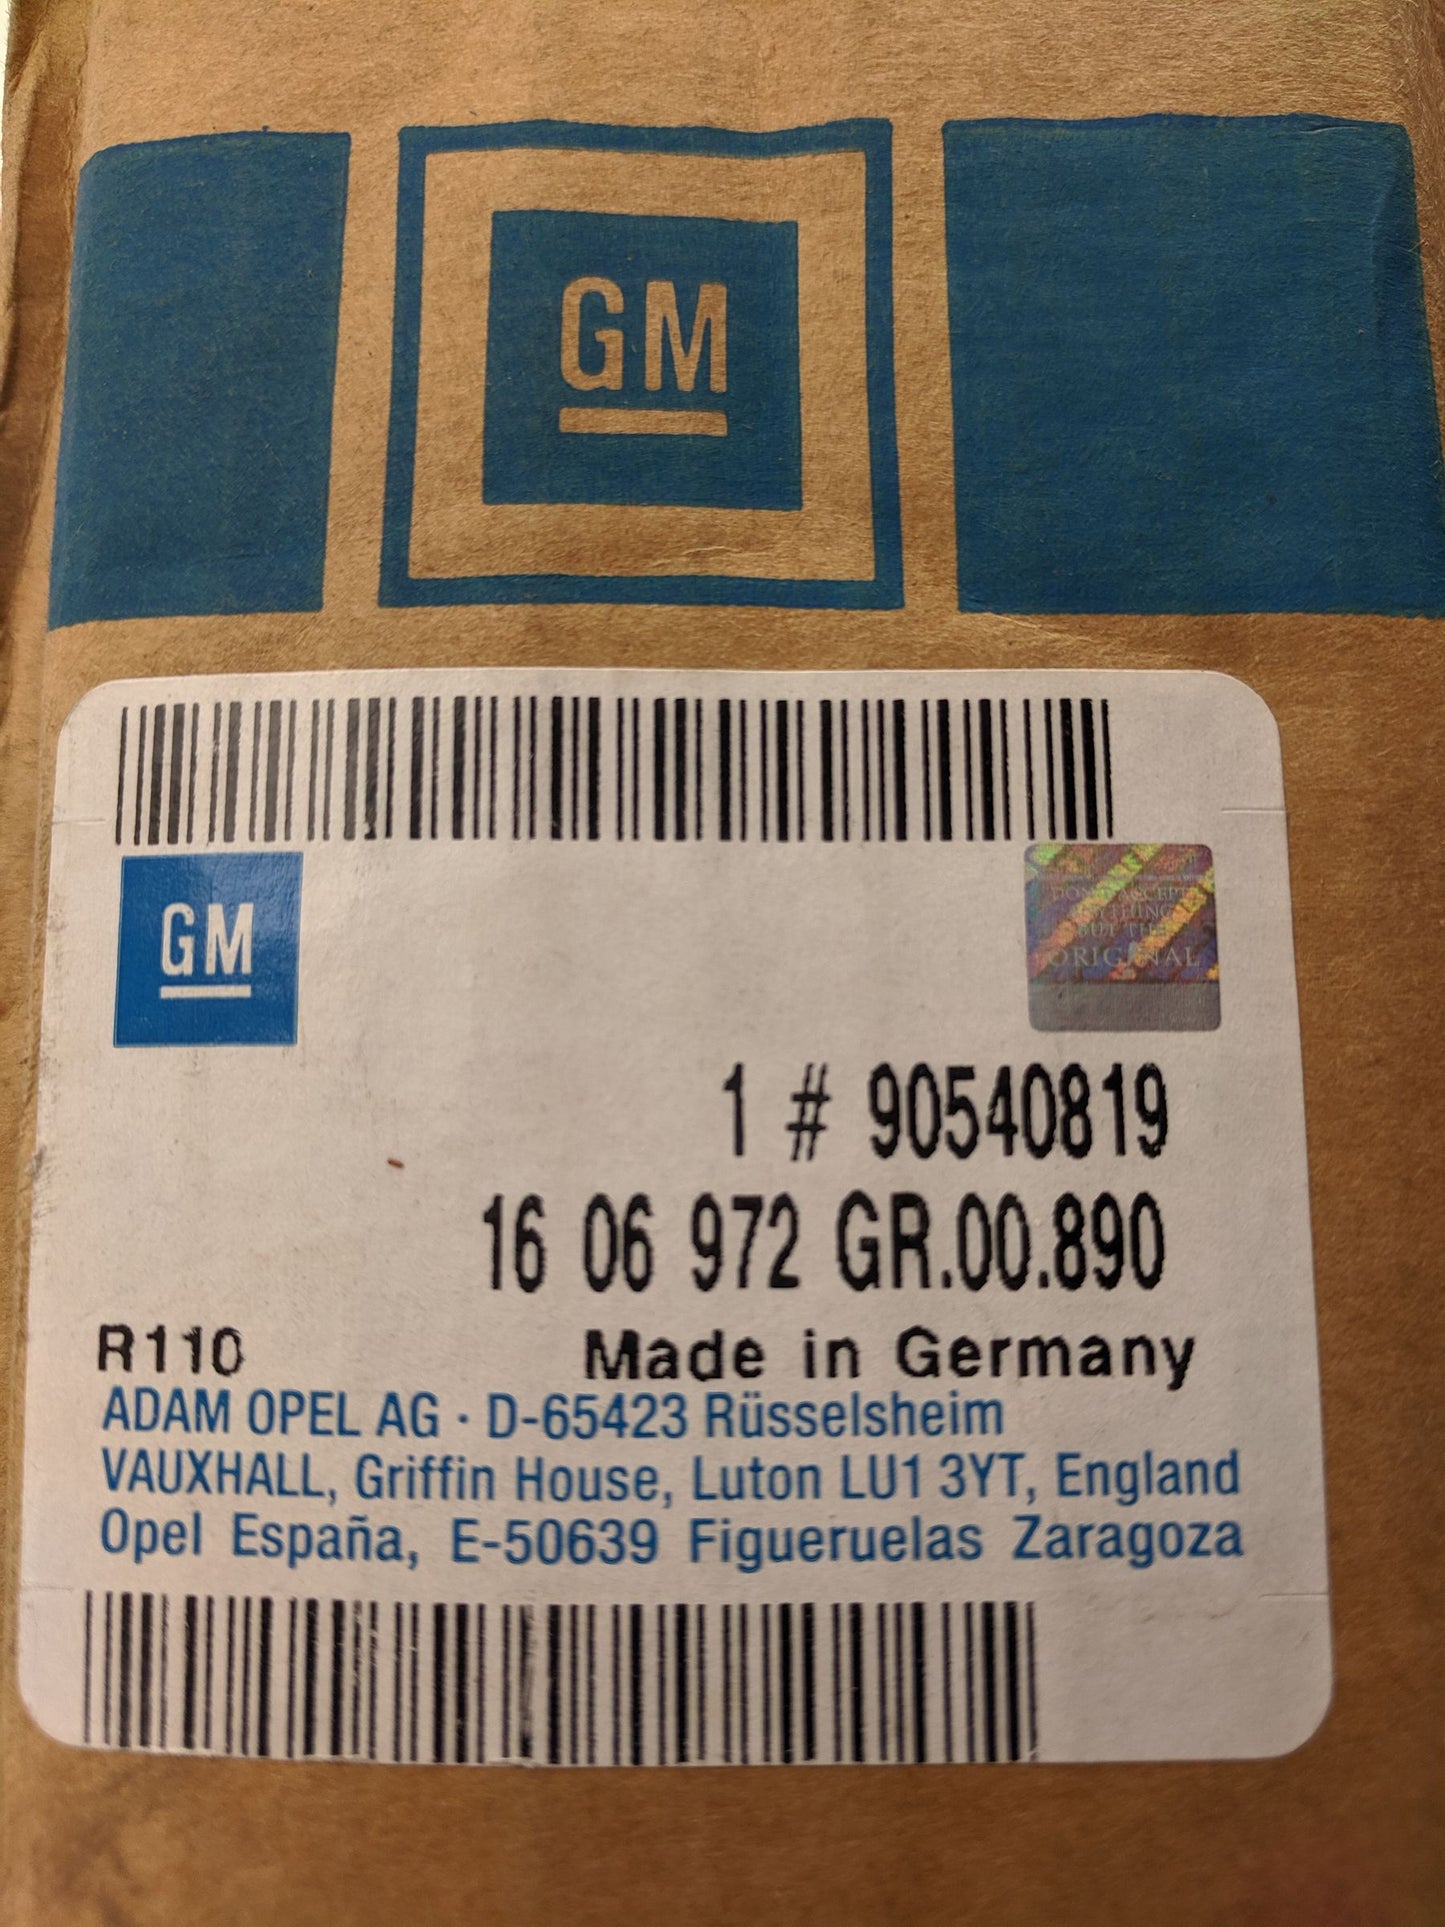 GM
GM
DON'T ACCEPT
ANYTHING
BUT THE
ORIGINAL
1 # 90540819
16 06 972 GR.00.890
R110 Made in Germany
ADAM OPEL AG · D-65423 Rüsselsheim
VAUXHALL, Griffin House, Luton LU1 3YT, England
Opel España, E-50639 Figueruelas Zaragoza